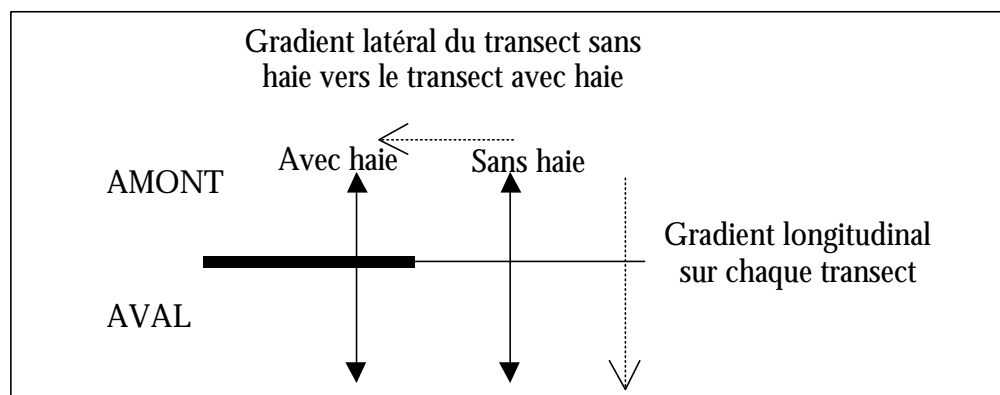 Gradient latéral du transect sans
haie vers le transect avec haie
Avec haie
Sans haie
AMONT
Gradient longitudinal
sur chaque transect
AVAL